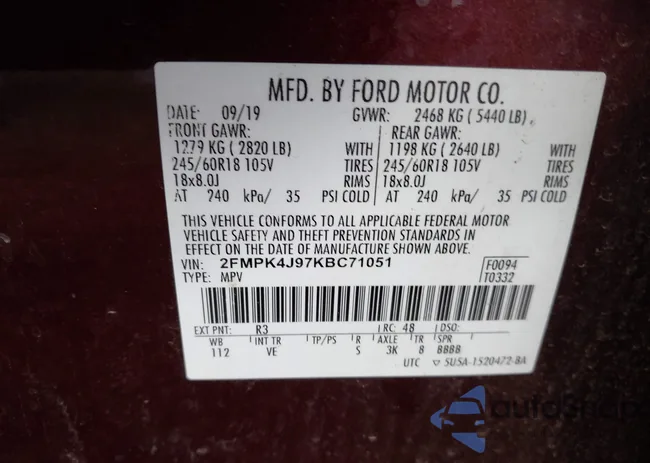 MFD. BY FORD MOTOR CO.
DATE: 09/19 GVWR: 2468 KG ( 5440 LB)
FRONT GAWR: REAR GAWR:
1279 KG ( 2820 LB) WITH 1198 KG ( 2640 LB) WITH
245/60R18 105V TIRES 245/60R18 105V TIRES
18x8.0J RIMS 18x8.0J RIMS
AT 240 kPa/ 35 PSI COLD AT 240 kPa/ 35 PSI COLD
THIS VEHICLE CONFORMS TO ALL APPLICABLE FEDERAL MOTOR
VEHICLE SAFETY AND THEFT PREVENTION STANDARDS IN
EFFECT ON THE DATE OF MANUFACTURE SHOWN ABOVE.
VIN: 2FMPK4J97KBC71051 F0094
TYPE: MPV T0332
EXT PNT: R3 RC: 48 DSO:
WB INT TR TP/PS R AXLE TR SPR
112 VE S 3K 8 8888
UTC ▽ SU5A-1520472-BA
autoSnap